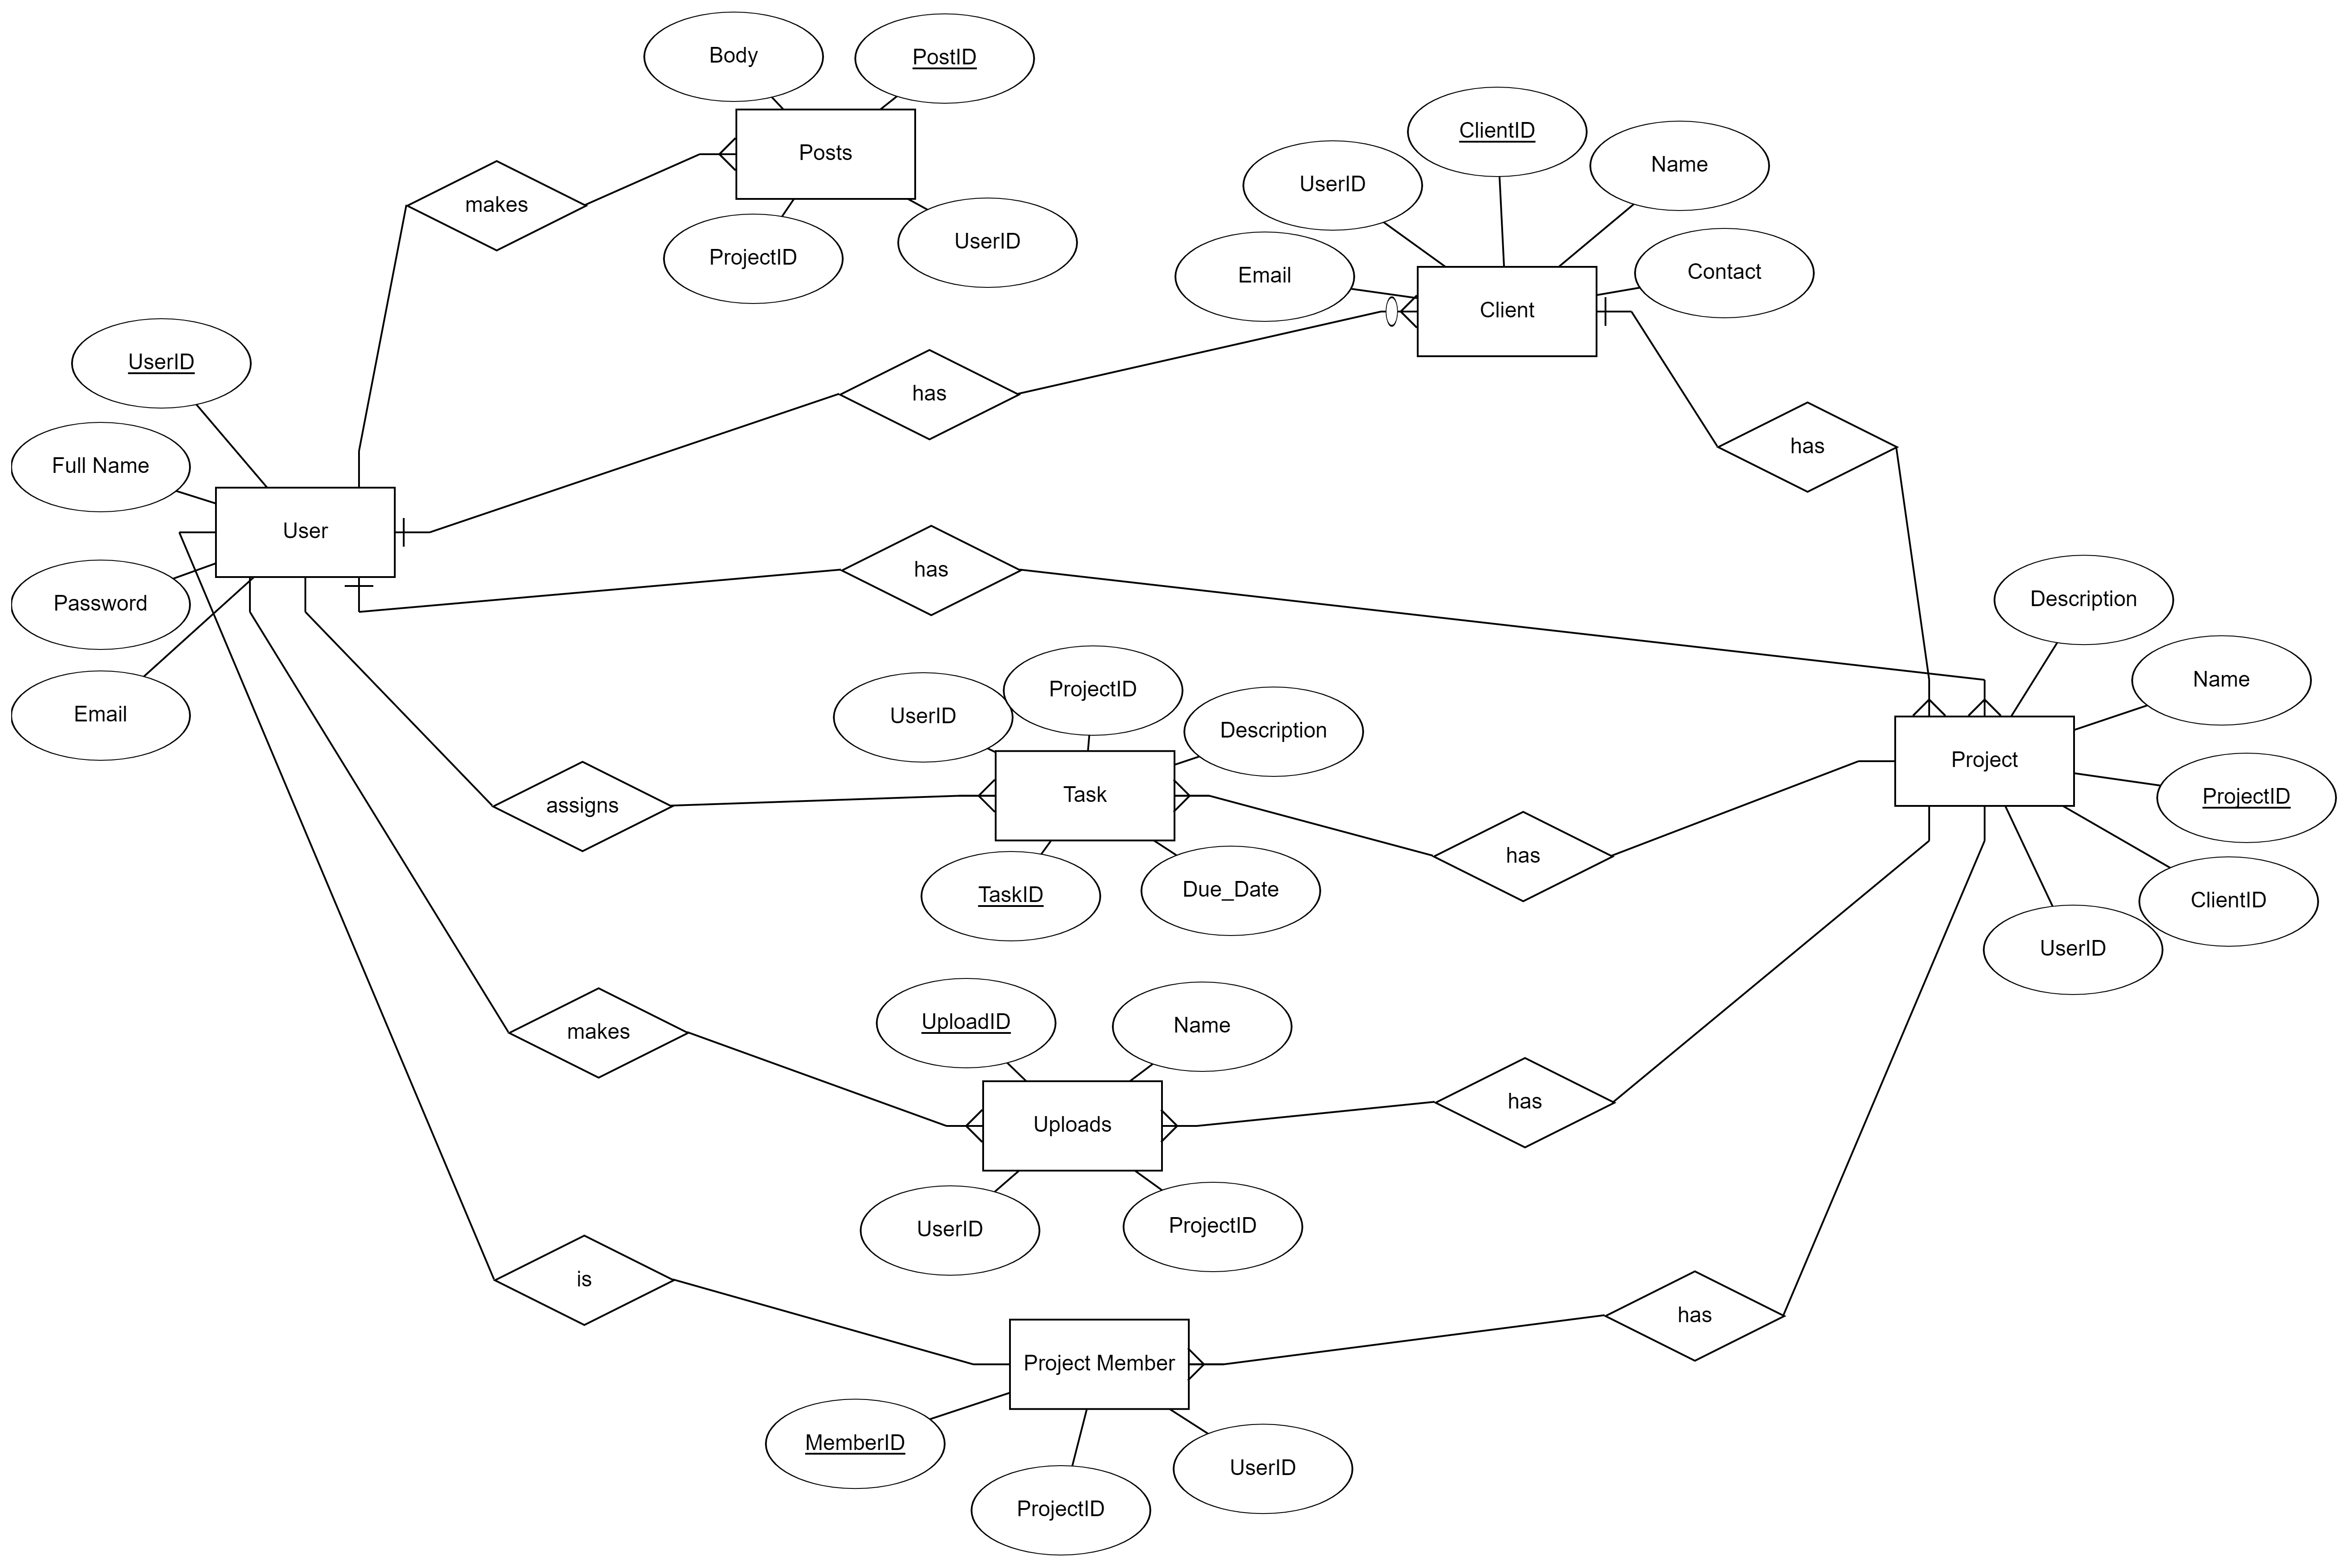 Body
PostID
Posts
makes
ProjectID
UserID
ClientID
UserID
Name
Email
Contact
Client
UserID
has
has
Full Name
User
has
Password
Email
Description
Name
Project
ProjectID
ClientID
UserID
UserID
ProjectID
Description
assigns
Task
has
TaskID
Due_Date
UploadID
Name
makes
Uploads
has
UserID
ProjectID
is
has
Project Member
MemberID
UserID
ProjectID